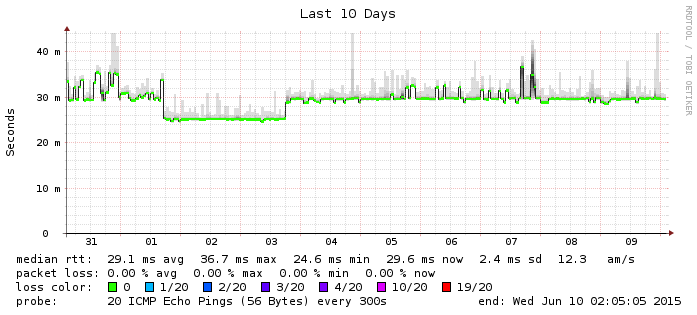 Last 10 Days
RRDTOOL / TOBI OETIKER
Seconds
40 m
30 m
20 m
10 m
0
31 01 02 03 04 05 06 07 08 09
median rtt: 29.1 ms avg 36.7 ms max 24.6 ms min 29.6 ms now 2.4 ms sd 12.3 am/s
packet loss: 0.00 % avg 0.00 % max 0.00 % min 0.00 % now
loss color: 0 1/20 2/20 3/20 4/20 10/20 19/20
probe: 20 ICMP Echo Pings (56 Bytes) every 300s end: Wed Jun 10 02:05:05 2015